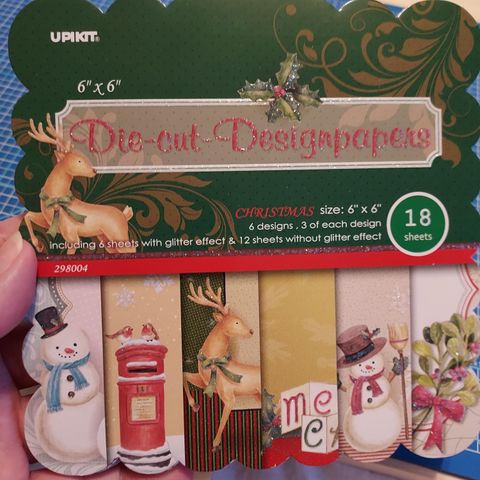 UPIKIT®
6" x 6"
Die-cut-Designpapers
CHRISTMAS size: 6" x 6"
6 designs , 3 of each design
including 6 sheets with glitter effect & 12 sheets without glitter effect
18
sheets
298004
me
C